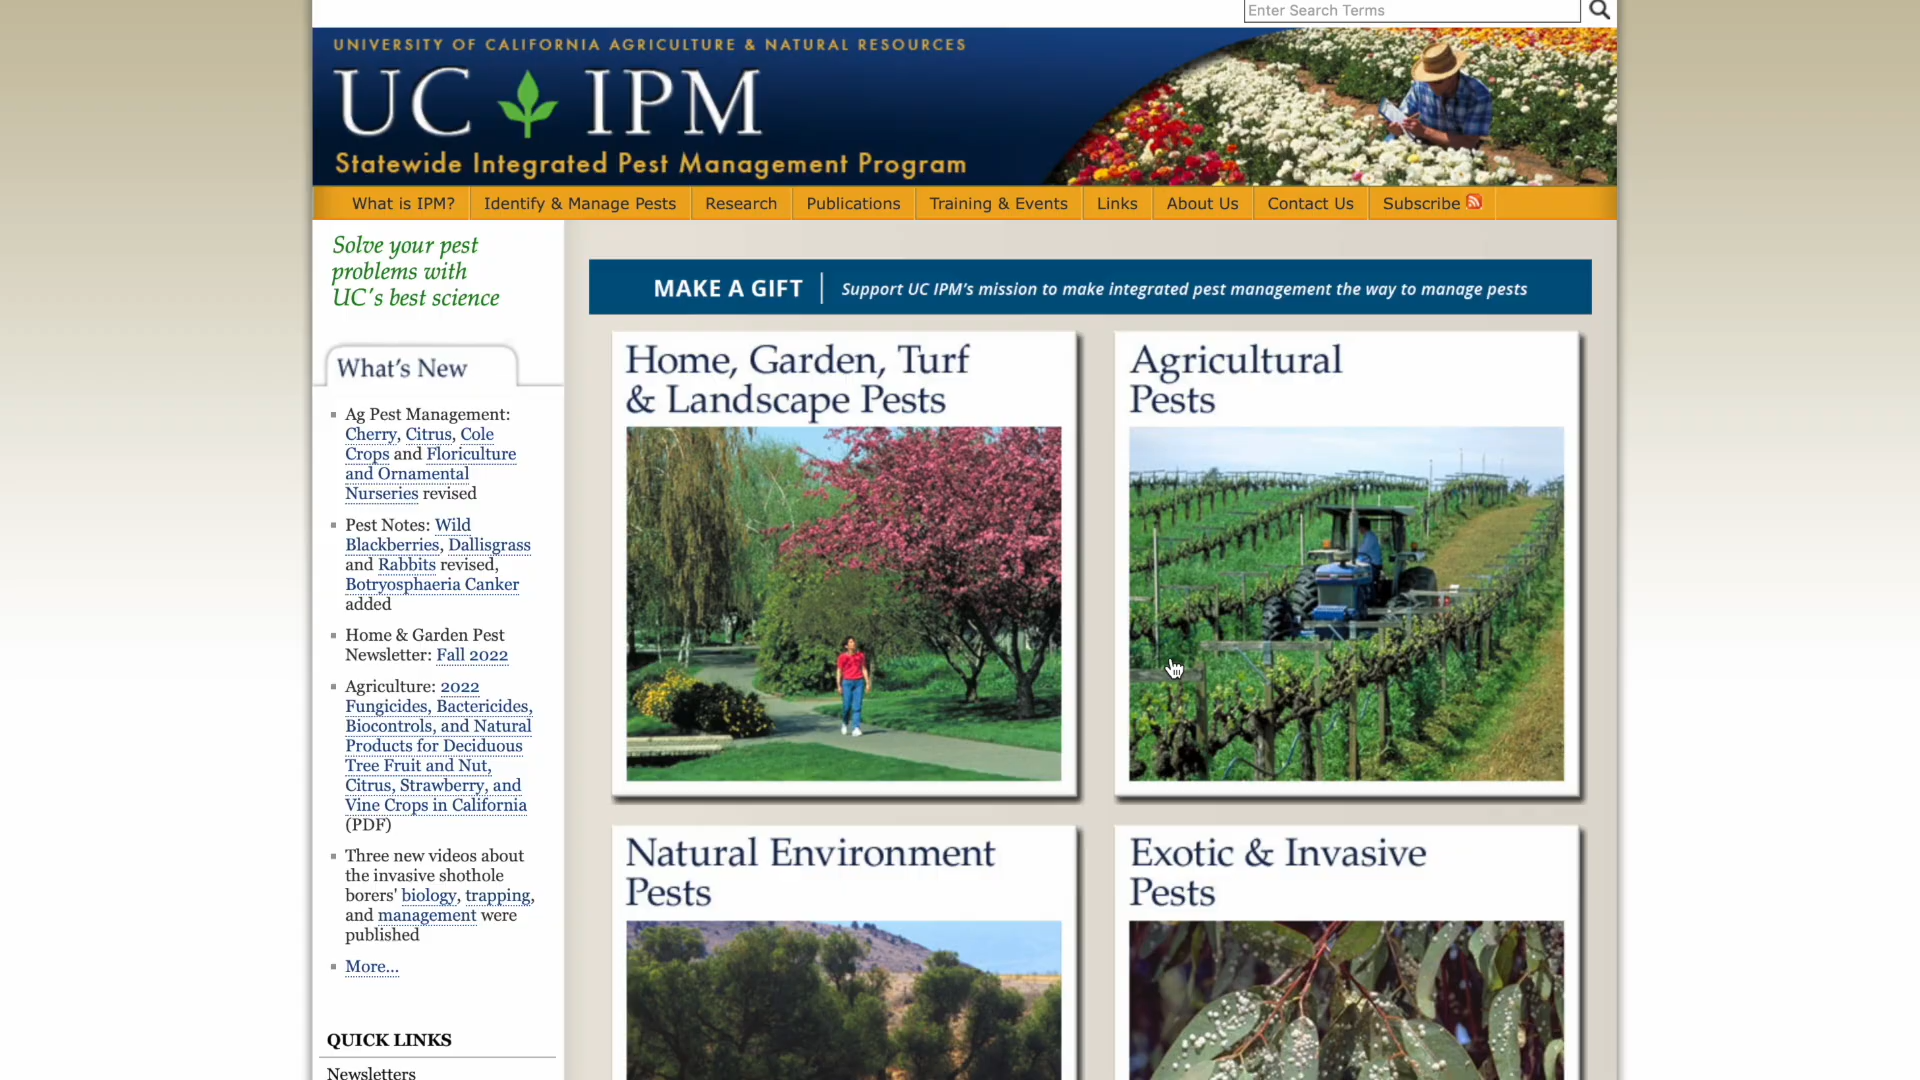 Enter Search Terms
UNIVERSITY OF CALIFORNIA AGRICULTURE & NATURAL RESOURCES
UC IPM
Statewide Integrated Pest Management Program
What is IPM? Identify & Manage Pests Research Publications Training & Events Links About Us Contact Us Subscribe
Solve your pest
problems with
UC's best science
What's New
Ag Pest Management:
Cherry, Citrus, Cole
Crops and Floriculture
and Ornamental
Nurseries revised
Pest Notes: Wild
Blackberries, Dallisgrass
and Rabbits revised,
Botryosphaeria Canker
added
Home & Garden Pest
Newsletter: Fall 2022
Agriculture: 2022
Fungicides, Bactericides,
Biocontrols, and Natural
Products for Deciduous
Tree Fruit and Nut,
Citrus, Strawberry, and
Vine Crops in California
(PDF)
Three new videos about
the invasive shothole
borers' biology, trapping,
and management were
published
More...
QUICK LINKS
Newsletters
MAKE A GIFT | Support UC IPM's mission to make integrated pest management the way to manage pests
Home, Garden, Turf
& Landscape Pests
Agricultural
Pests
Natural Environment
Pests
Exotic & Invasive
Pests